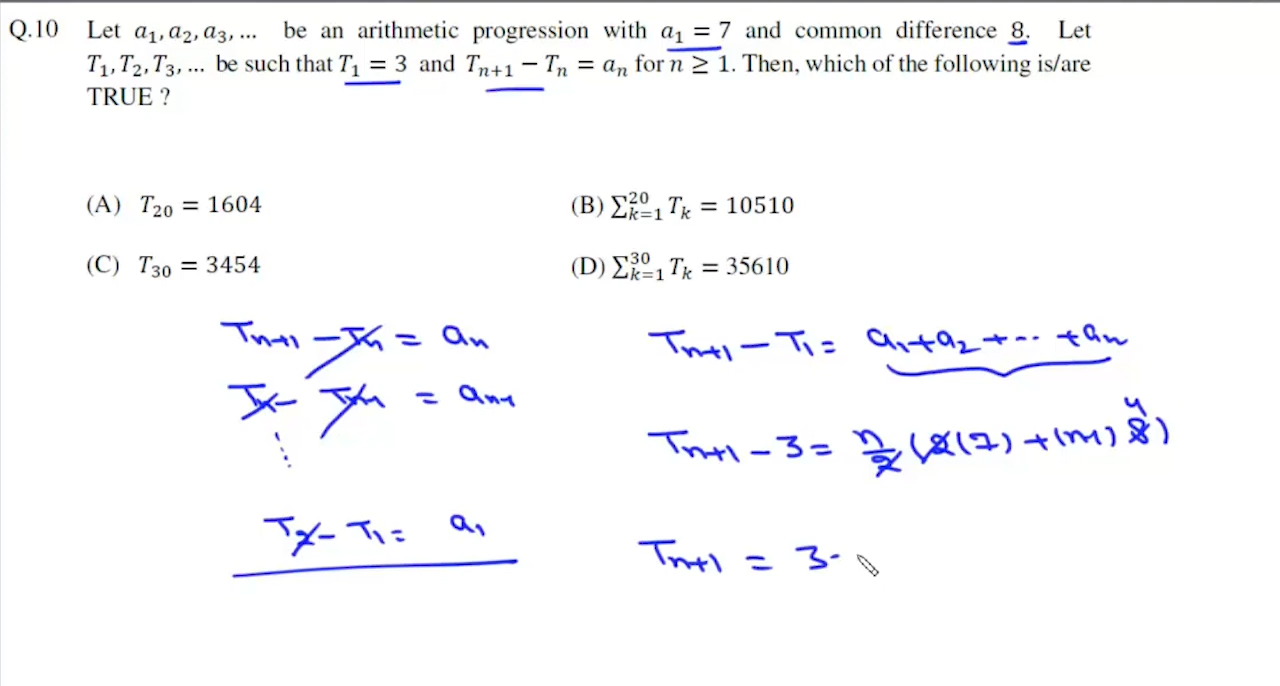 Q.10 Let a₁, a₂, a₃, ... be an arithmetic progression with a₁ = 7 and common difference 8. Let
T₁, T₂, T₃, ... be such that T₁ = 3 and Tₙ₊₁ − Tₙ = aₙ for n ≥ 1. Then, which of the following is/are
TRUE ?
(A) T₂₀ = 1604 (B) ∑²⁰ₖ₌₁ Tₖ = 10510
(C) T₃₀ = 3454 (D) ∑³⁰ₖ₌₁ Tₖ = 35610
Tₙ₊₁ − Tₙ = aₙ
Tₙ − Tₙ₋₁ = aₙ₋₁
⋮
T₂ − T₁ = a₁
Tₙ₊₁ − T₁ = a₁ + a₂ + ... + aₙ
Tₙ₊₁ − 3 = n/2 (2(7) + (n-1) 8) 4
Tₙ₊₁ = 3-